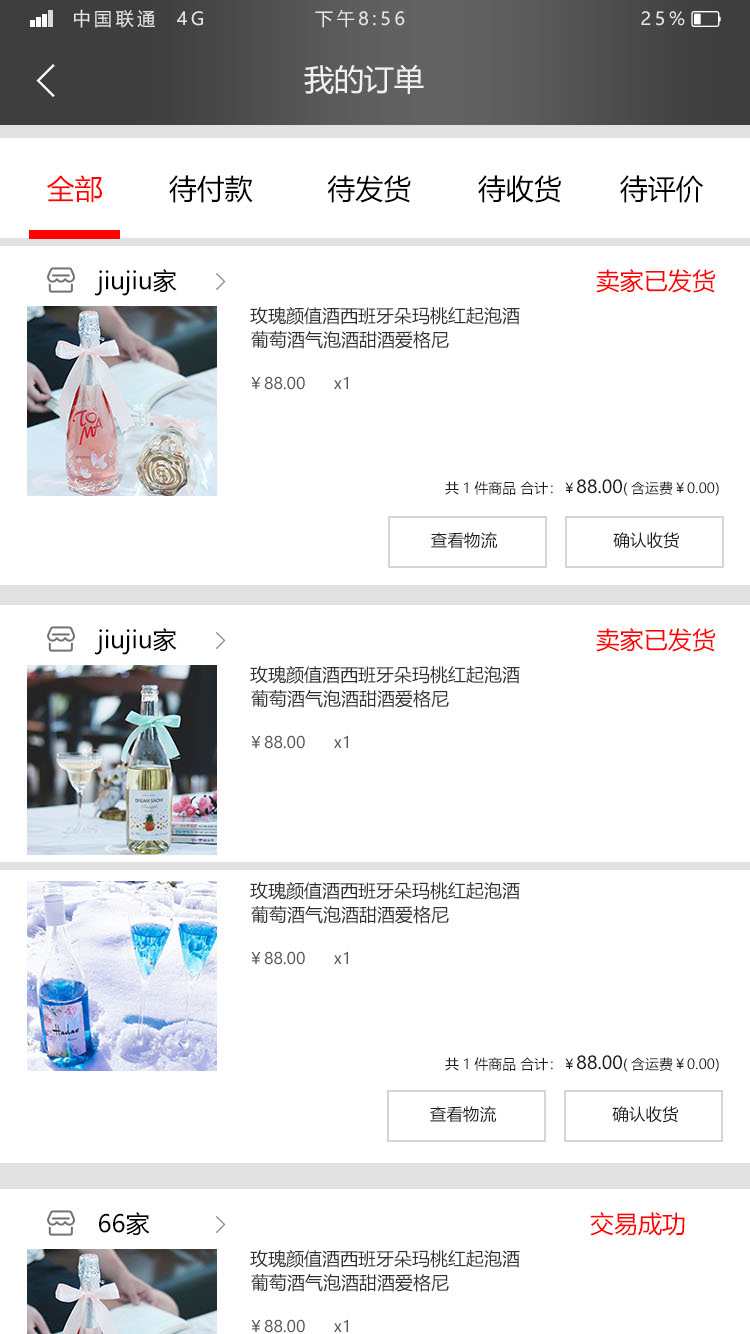 中国联通 4G 下午8:56 25%
我的订单
全部 待付款 待发货 待收货 待评价
jiujiu家 卖家已发货
玫瑰颜值酒西班牙朵玛桃红起泡酒
葡萄酒气泡酒甜酒爱格尼
¥88.00 x1
TO
MA
共1件商品 合计: ¥88.00(含运费¥0.00)
查看物流 确认收货
jiujiu家 卖家已发货
玫瑰颜值酒西班牙朵玛桃红起泡酒
葡萄酒气泡酒甜酒爱格尼
¥88.00 x1
DREAM SNOW
玫瑰颜值酒西班牙朵玛桃红起泡酒
葡萄酒气泡酒甜酒爱格尼
¥88.00 x1
共1件商品 合计: ¥88.00(含运费¥0.00)
查看物流 确认收货
66家 交易成功
玫瑰颜值酒西班牙朵玛桃红起泡酒
葡萄酒气泡酒甜酒爱格尼
¥88.00 x1